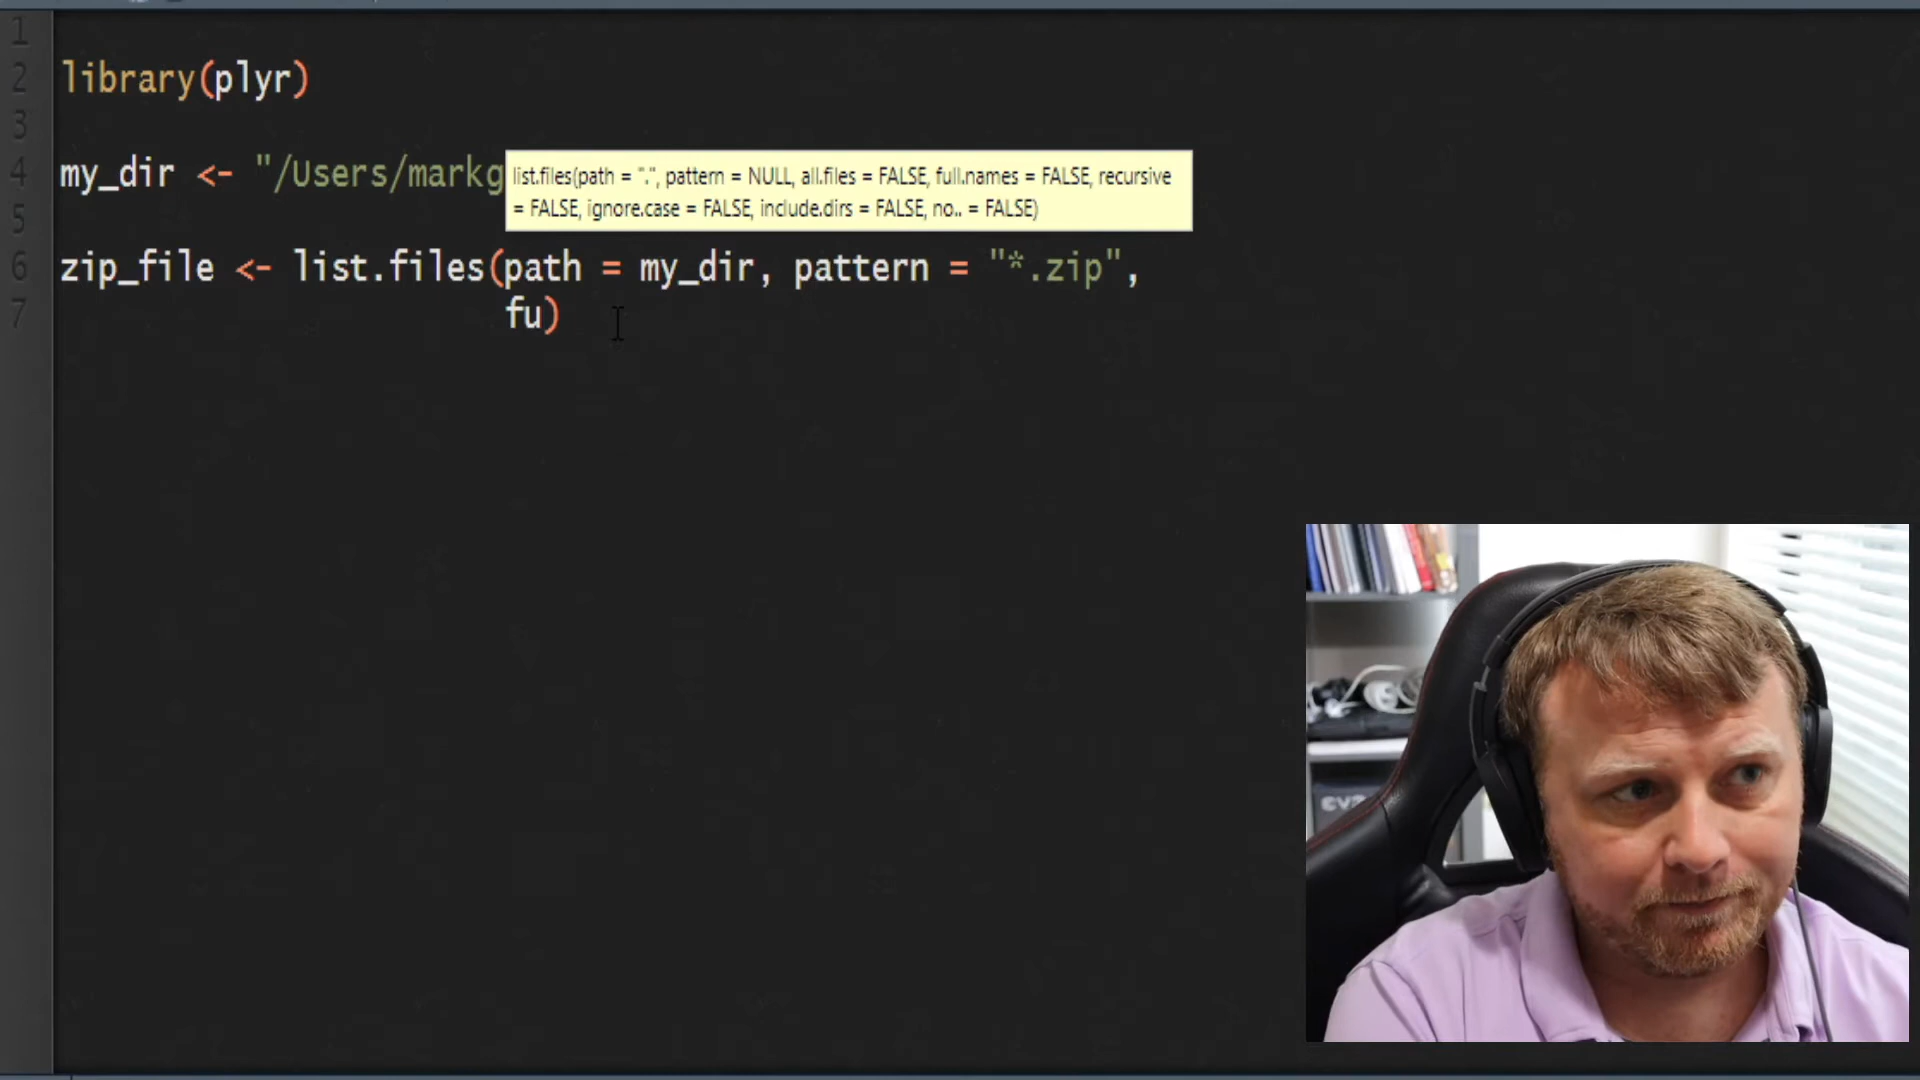 1
2 library(plyr)
3
4 my_dir <- "/Users/markg
list.files(path = ".", pattern = NULL, all.files = FALSE, full.names = FALSE, recursive
= FALSE, ignore.case = FALSE, include.dirs = FALSE, no.. = FALSE)
5
6 zip_file <- list.files(path = my_dir, pattern = "*.zip",
7 fu)